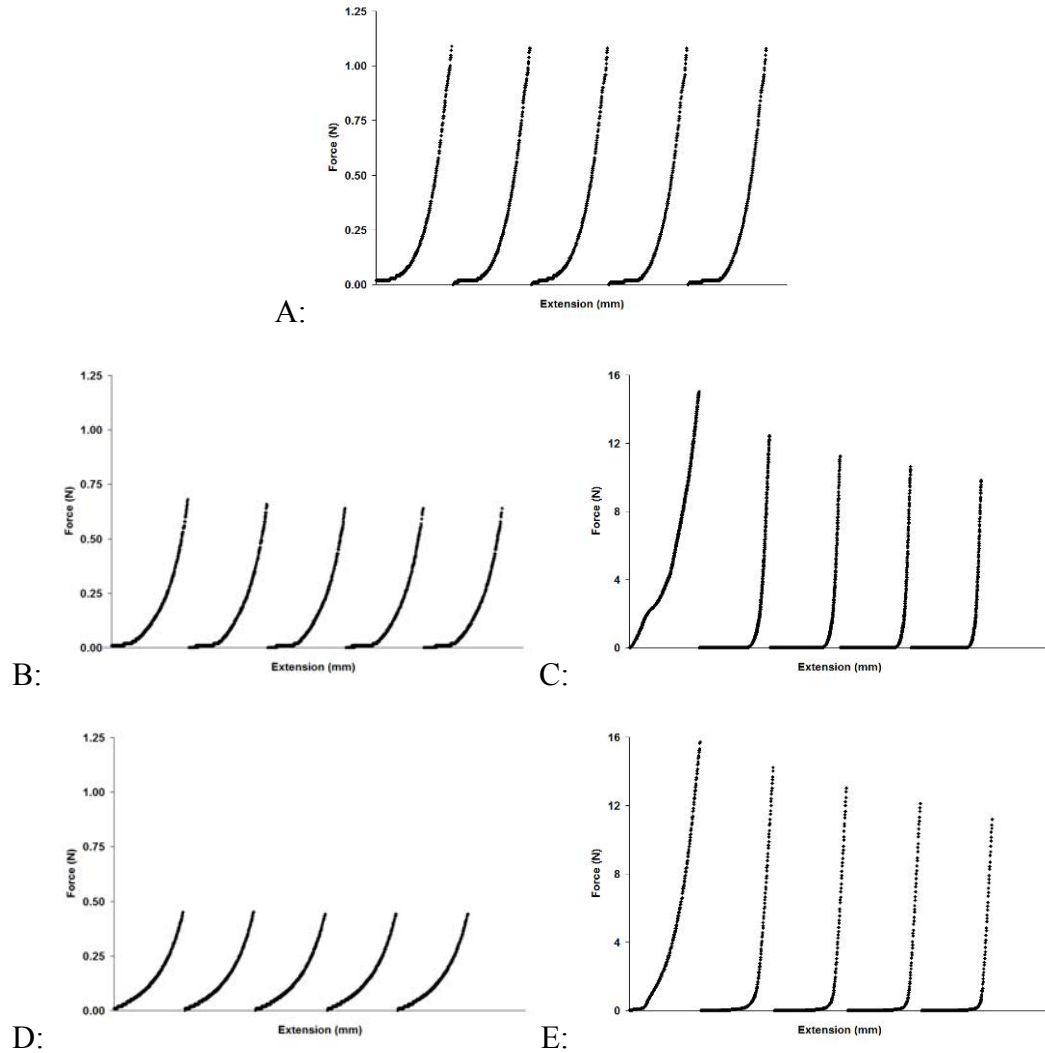 1.25
1.00
0.75
0.50
0.25
0.00
Force (N)
Extension (mm)
A:
1.25
1.00
0.75
0.50
0.25
0.00
Force (N)
Extension (mm)
B:
16
12
8
4
0
Force (N)
Extension (mm)
C:
1.25
1.00
0.75
0.50
0.25
0.00
Force (N)
Extension (mm)
D:
16
12
8
4
0
Force (N)
Extension (mm)
E: